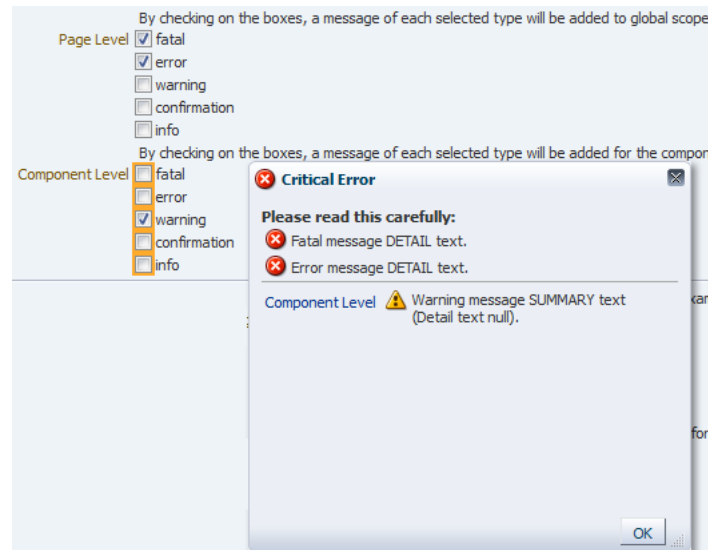 By checking on the boxes, a message of each selected type will be added to global scope
Page Level fatal
error
warning
confirmation
info
By checking on the boxes, a message of each selected type will be added for the
Component Level fatal
error
warning
confirmation
info
Critical Error
Please read this carefully:
Fatal message DETAIL text.
Error message DETAIL text.
Component Level Warning message SUMMARY text
(Detail text null).
OK